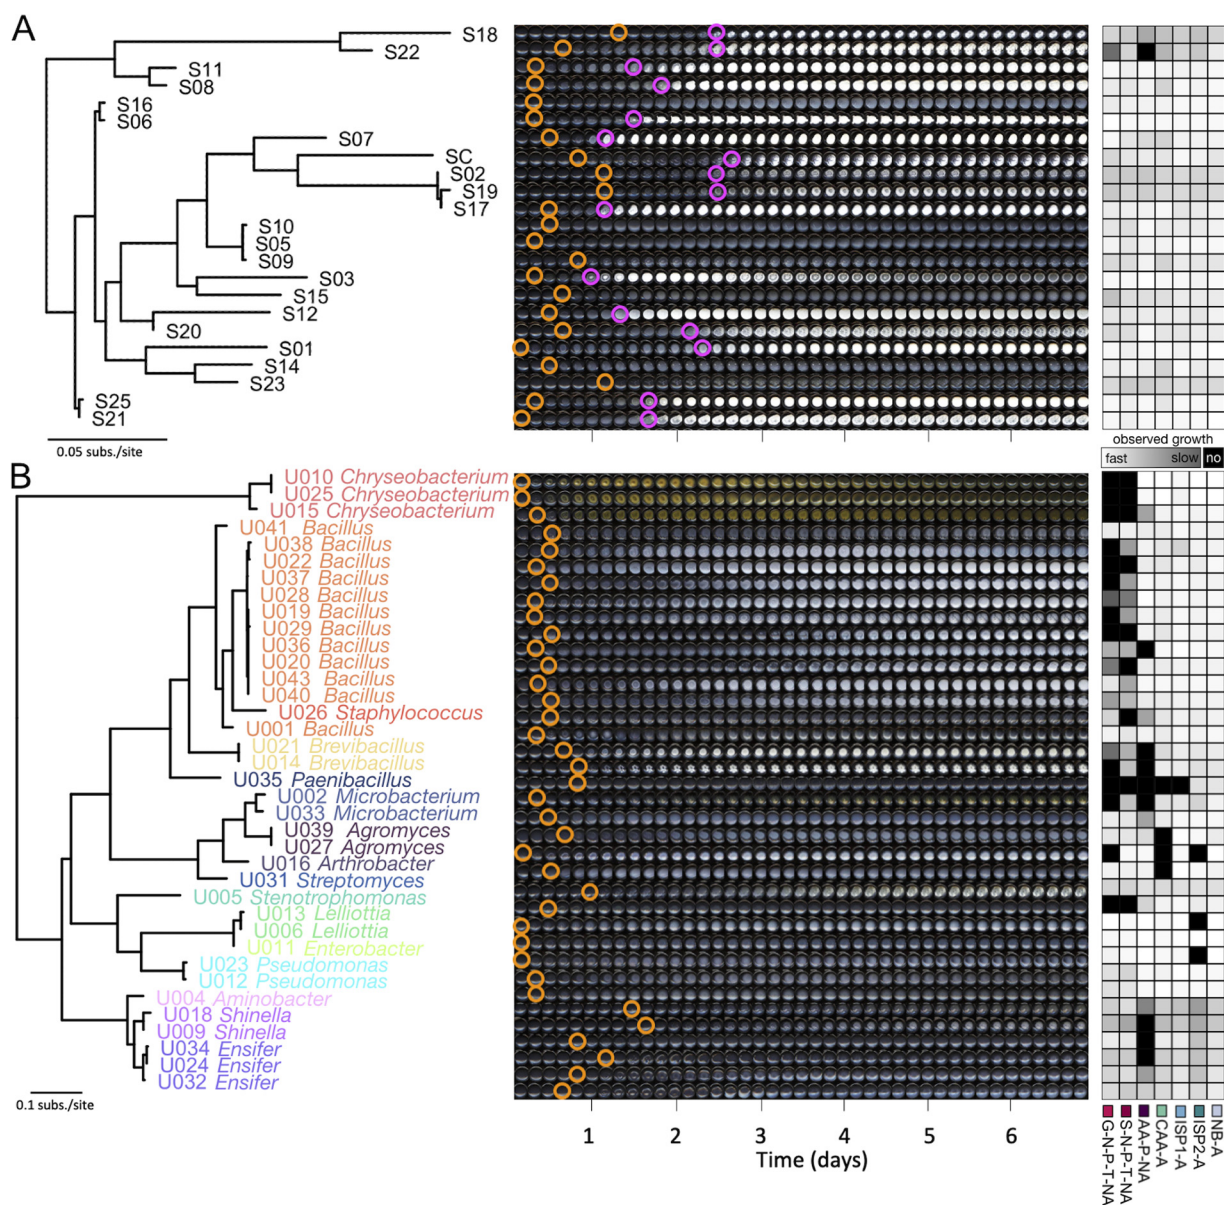 A
S18
S22
S11
S08
S16
S06
S07
SC
S02
S19
S17
S10
S05
S09
S03
S15
S12
S20
S01
S14
S23
S25
S21
0.05 subs./site
1 2 3 4 5 6
observed growth
fast slow no
B
U010 Chryseobacterium
U025 Chryseobacterium
U015 Chryseobacterium
U041 Bacillus
U038 Bacillus
U022 Bacillus
U037 Bacillus
U028 Bacillus
U019 Bacillus
U029 Bacillus
U036 Bacillus
U020 Bacillus
U043 Bacillus
U040 Bacillus
U026 Staphylococcus
U001 Bacillus
U021 Brevibacillus
U014 Brevibacillus
U035 Paenibacillus
U002 Microbacterium
U033 Microbacterium
U039 Agromyces
U027 Agromyces
U016 Arthrobacter
U031 Streptomyces
U005 Stenotrophomonas
U013 Lelliottia
U006 Lelliottia
U011 Enterobacter
U023 Pseudomonas
U012 Pseudomonas
U004 Aminobacter
U018 Shinella
U009 Shinella
U034 Ensifer
U024 Ensifer
U032 Ensifer
0.1 subs./site
1 2 3 4 5 6
Time (days)
G-N-P-T-NA
S-N-P-T-NA
AA-P-NA
CAA-A
ISP1-A
ISP2-A
NB-A